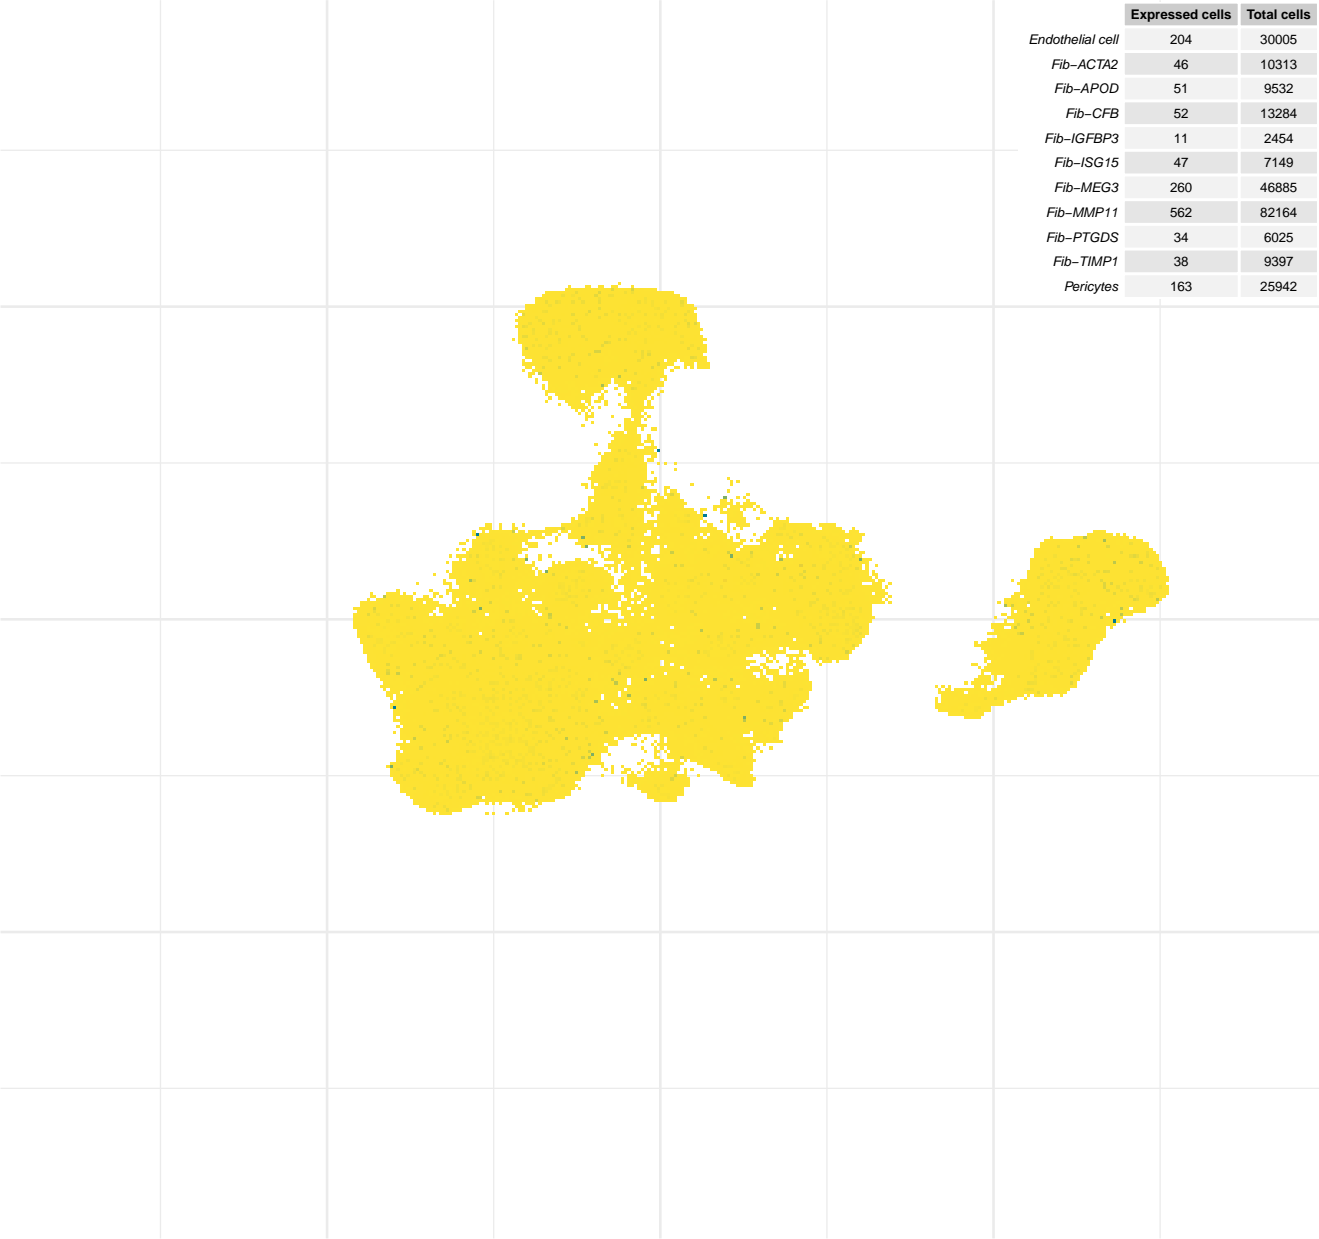 Expressed cells Total cells
Endothelial cell 204 30005
Fib−ACTA2 46 10313
Fib−APOD 51 9532
Fib−CFB 52 13284
Fib−IGFBP3 11 2454
Fib−ISG15 47 7149
Fib−MEG3 260 46885
Fib−MMP11 562 82164
Fib−PTGDS 34 6025
Fib−TIMP1 38 9397
Pericytes 163 25942